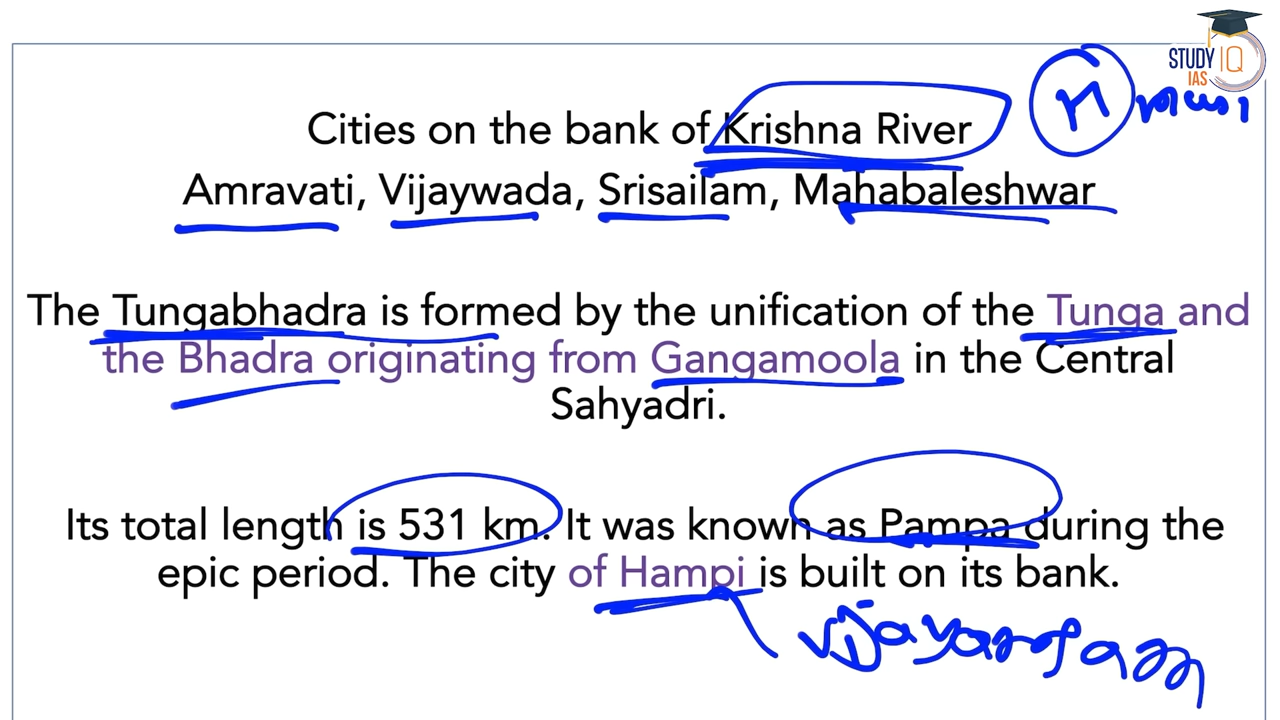 STUDY IQ
IAS
Cities on the bank of Krishna River
Amravati, Vijaywada, Srisailam, Mahabaleshwar
The Tungabhadra is formed by the unification of the Tunga and
the Bhadra originating from Gangamoola in the Central
Sahyadri.
Its total length is 531 km. It was known as Pampa during the
epic period. The city of Hampi is built on its bank.